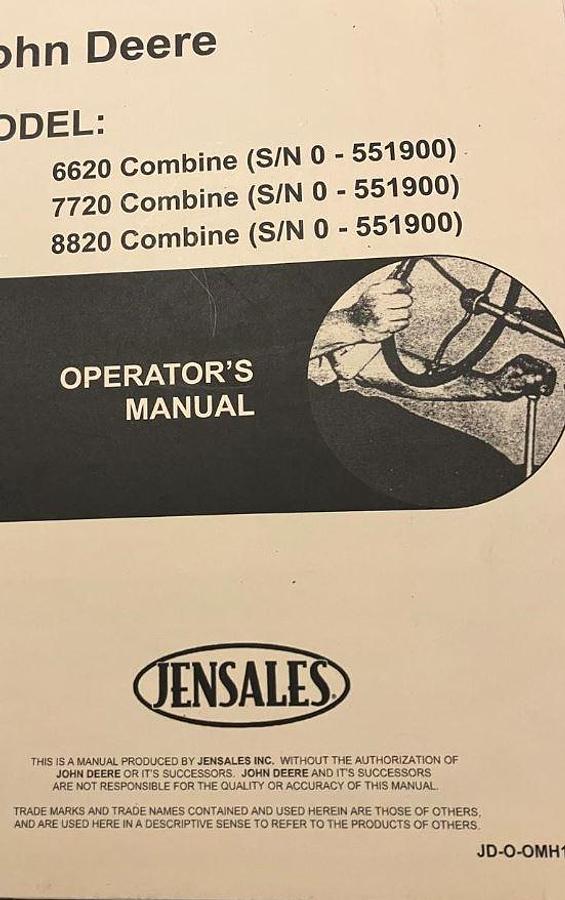 ohn Deere
ODEL:
6620 Combine (S/N 0 - 551900)
7720 Combine (S/N 0 - 551900)
8820 Combine (S/N 0 - 551900)
OPERATOR'S
MANUAL
JENSALES
THIS IS A MANUAL PRODUCED BY JENSALES INC. WITHOUT THE AUTHORIZATION OF
JOHN DEERE OR IT'S SUCCESSORS. JOHN DEERE AND IT'S SUCCESSORS
ARE NOT RESPONSIBLE FOR THE QUALITY OR ACCURACY OF THIS MANUAL.
TRADE MARKS AND TRADE NAMES CONTAINED AND USED HEREIN ARE THOSE OF OTHERS,
AND ARE USED HERE IN A DESCRIPTIVE SENSE TO REFER TO THE PRODUCTS OF OTHERS.
JD-O-OMH1